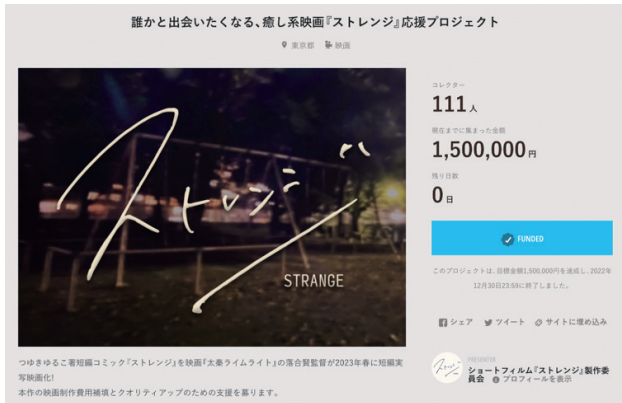 誰かと出会いたくなる、癒し系映画『ストレンジ』応援プロジェクト
東京都 映画
ストレンジ
STRANGE
コレクター
111人
現在までに集まった金額
1,500,000円
残り日数
0日
FUNDED
このプロジェクトは、目標金額1,500,000円を達成し、2022年
12月30日23:59に終了しました。
シェア ツイート サイトに埋め込み
PRESENTER
ショートフィルム『ストレンジ』製作委
員会 プロフィールを表示
つゆきゆるこ著短編コミック『ストレンジ』を映画『太秦ライムライト』の落合賢監督が2023年春に短編実
写映画化!
本作の映画制作費用補填とクオリティアップのための支援を募ります。